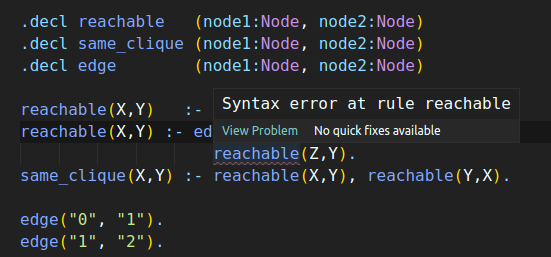 .decl reachable (node1:Node, node2:Node)
.decl same_clique (node1:Node, node2:Node)
.decl edge (node1:Node, node2:Node)
reachable(X,Y) :-
Syntax error at rule reachable
reachable(X,Y) :- ed
View Problem No quick fixes available
reachable(Z,Y).
same_clique(X,Y) :- reachable(X,Y), reachable(Y,X).
edge("0", "1").
edge("1", "2").